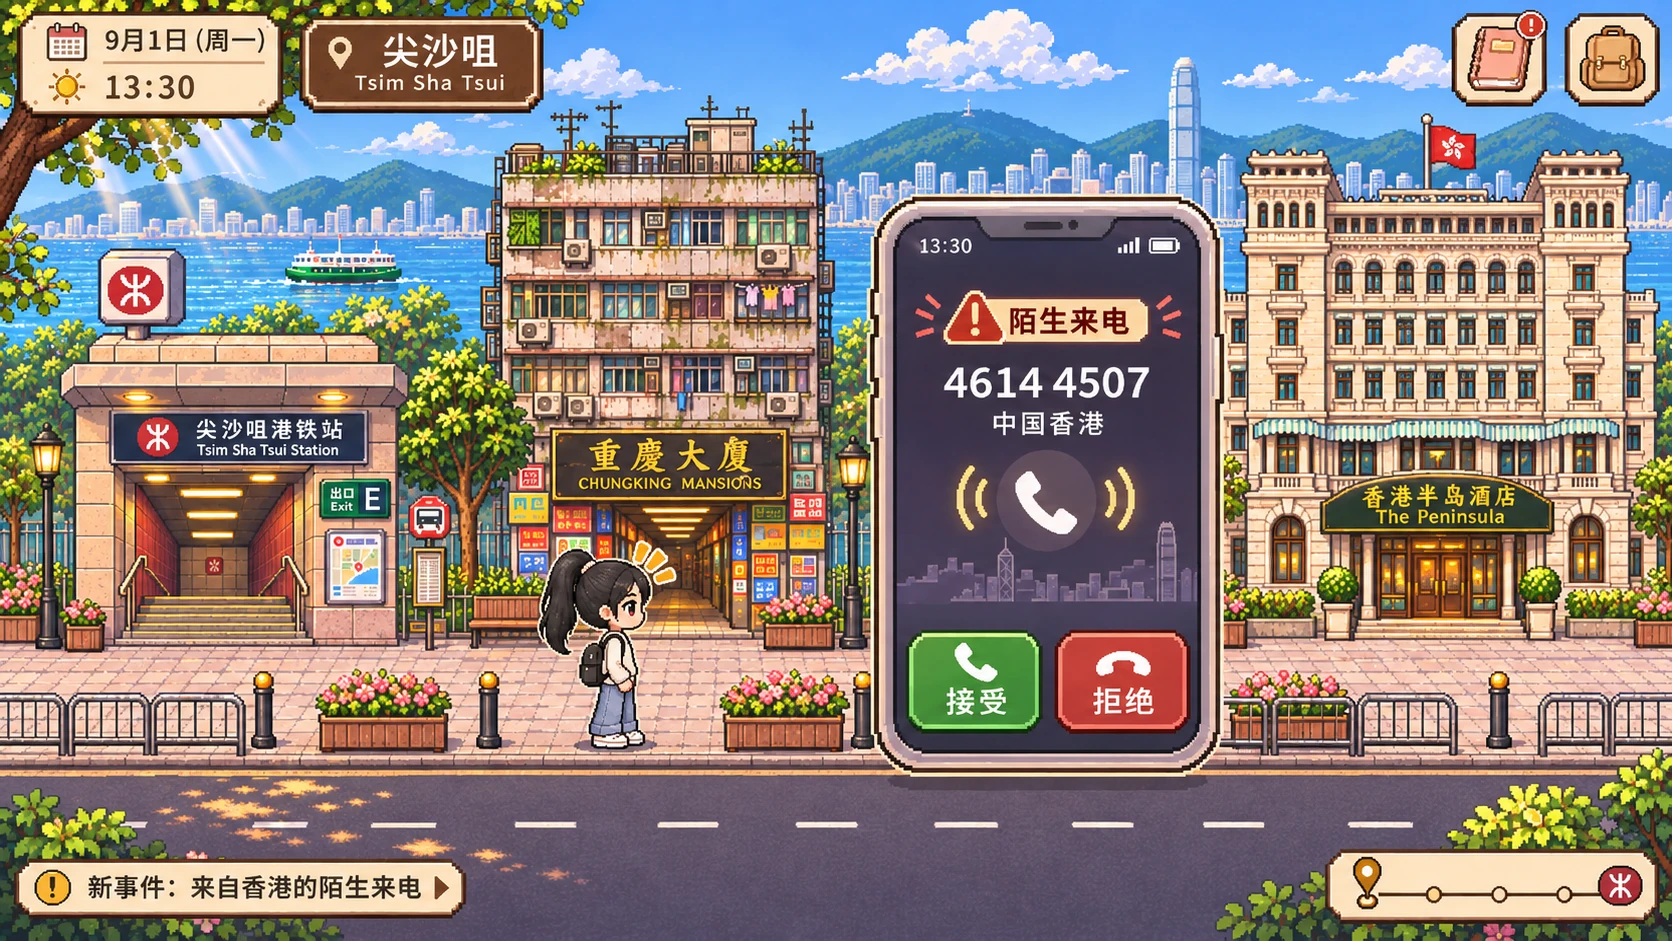 9月1日 (周一)
13:30
尖沙咀
Tsim Sha Tsui
13:30
陌生来电
4614 4507
中国香港
接受
拒绝
尖沙咀港铁站
Tsim Sha Tsui Station
出口
Exit
E
重慶大廈
CHUNGKING MANSIONS
香港半岛酒店
The Peninsula
新事件：来自香港的陌生来电